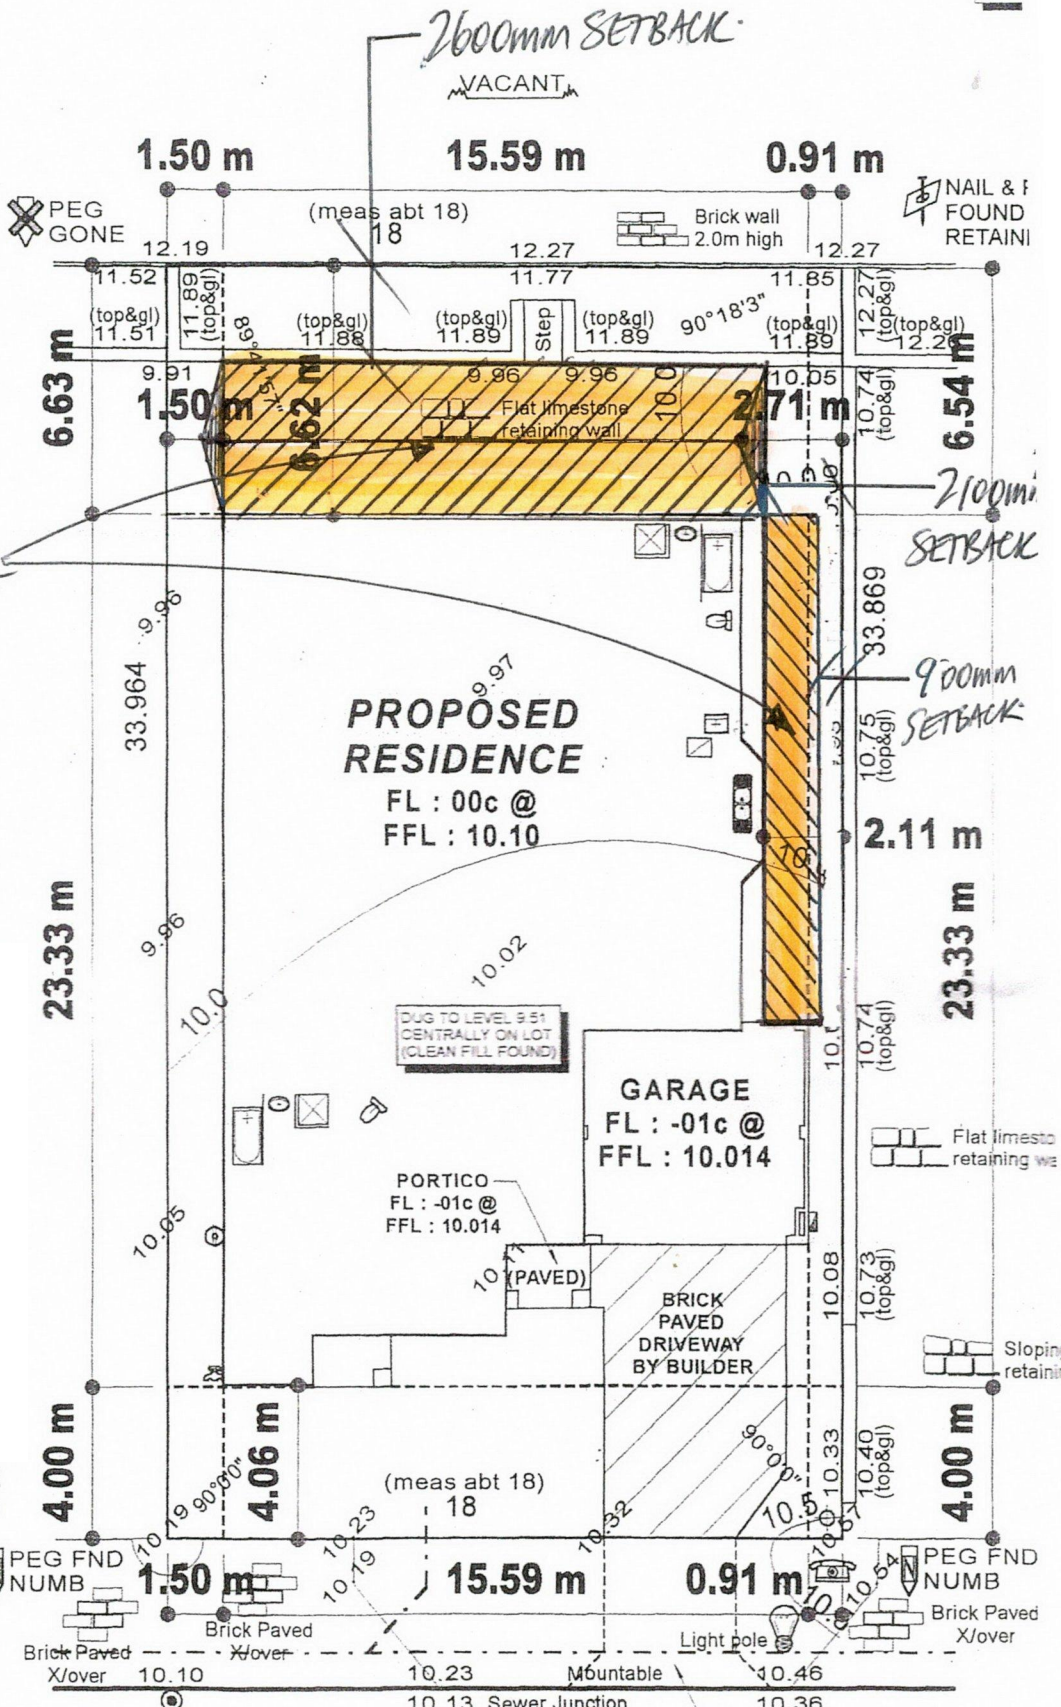 2600mm SETBACK
VACANT
1.50 m 15.59 m 0.91 m
PEG
GONE
(meas abt 18)
18
Brick wall
2.0m high
NAIL &
FOUND
RETAINI
12.19 12.27 12.27
11.52 11.77 11.85
11.89
(top&gl)
12.27
(top&gl)
(top&gl)
11.51
(top&gl)
11.88
(top&gl)
11.89
Step
(top&gl)
11.89
90°18'3"
(top&gl)
11.89
(top&gl)
6.63 m
89°41'57"
9.91 9.96 9.96 10.05
10.74
(top&gl)
6.54 m
1.50 m 6.62 m
Flat limestone
retaining wall
10.0
2.71 m
SETBACK
9.96
33.964
9.97
33.869
900mm
SETBACK
PROPOSED
RESIDENCE
FL : 00c @
FFL : 10.10
10.75
(top&gl)
2.11 m
23.33 m
9.96
10.02
10.0
23.33 m
DUG TO LEVEL 9.51
CENTRALLY ON LOT
(CLEAN FILL FOUND)
10.74
(top&gl)
GARAGE
FL : -01c @
FFL : 10.014
Flat limesto
retaining
PORTICO
FL : -01c @
FFL : 10.014
10.05
10.11
(PAVED)
10.08
10.73
(top&gl)
BRICK
PAVED
DRIVEWAY
BY BUILDER
Sloping
retaini
4.00 m
4.06 m
90°0'0"
(meas abt 18)
18
90°0'0"
10.33
10.40
(top&gl)
4.00 m
10.19
10.23
10.19
10.32
10.5
10.57
10.54
PEG FND
NUMB
1.50 m 15.59 m 0.91 m
PEG FND
NUMB
Brick Paved
X/over
Brick Paved
X/over
Light pole
Brick Paved
X/over
10.10 10.23 Mountable 10.46
10.13 Sewer Junction 10.36